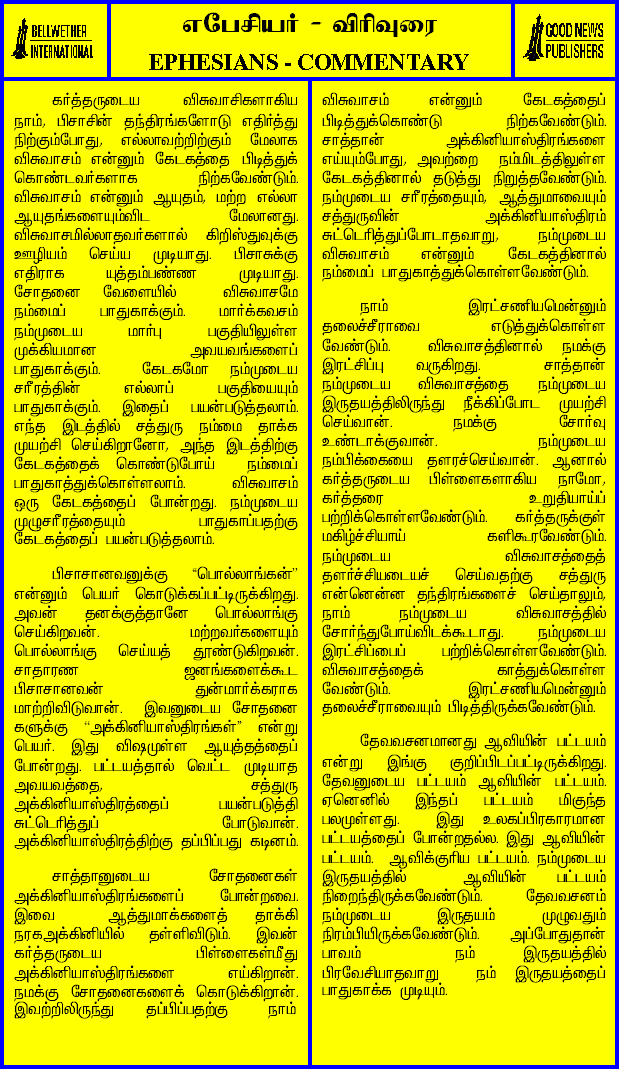 BELLWETHER
INTERNATIONAL
எபேசியர் - விரிவுரை
EPHESIANS - COMMENTARY
GOOD NEWS
PUBLISHERS
கர்த்தருடைய விசுவாசிகளாகிய
நாம், பிசாசின் தந்திரங்களோடு எதிர்த்து
நிற்கும்போது, எல்லாவற்றிற்கும் மேலாக
விசுவாசம் என்னும் கேடகத்தை பிடித்துக்
கொண்டவர்களாக நிற்கவேண்டும்.
விசுவாசம் என்னும் ஆயுதம், மற்ற எல்லா
ஆயுதங்களையும்விட மேலானது.
விசுவாசமில்லாதவர்களால் கிறிஸ்துவுக்கு
ஊழியம் செய்ய முடியாது. பிசாசுக்கு
எதிராக யுத்தம்பண்ண முடியாது.
சோதனை வேளையில் விசுவாசமே
நம்மைப் பாதுகாக்கும். மார்க்கவசம்
நம்முடைய மார்பு பகுதியிலுள்ள
முக்கியமான அவயவங்களைப்
பாதுகாக்கும். கேடகமோ நம்முடைய
சரீரத்தின் எல்லாப் பகுதியையும்
பாதுகாக்கும். இதைப் பயன்படுத்தலாம்.
எந்த இடத்தில் சத்துரு நம்மை தாக்க
முயற்சி செய்கிறானோ, அந்த இடத்திற்கு
கேடகத்தைக் கொண்டுபோய் நம்மைப்
பாதுகாத்துக்கொள்ளலாம். விசுவாசம்
ஒரு கேடகத்தைப் போன்றது. நம்முடைய
முழுசரீரத்தையும் பாதுகாப்பதற்கு
கேடகத்தைப் பயன்படுத்தலாம்.
பிசாசானவனுக்கு “பொல்லாங்கன்”
என்னும் பெயர் கொடுக்கப்பட்டிருக்கிறது.
அவன் தனக்குத்தானே பொல்லாங்கு
செய்கிறவன். மற்றவர்களையும்
பொல்லாங்கு செய்யத் தூண்டுகிறவன்.
சாதாரண ஜனங்களைக்கூட
பிசாசானவன் துன்மார்க்கராக
மாற்றிவிடுவான். இவனுடைய சோதனை
களுக்கு “அக்கினியாஸ்திரங்கள்” என்று
பெயர். இது விஷமுள்ள ஆயுதத்தைப்
போன்றது. பட்டயத்தால் வெட்ட முடியாத
அவயவத்தை, சத்துரு
அக்கினியாஸ்திரத்தைப் பயன்படுத்தி
சுட்டெரித்துப் போடுவான்.
அக்கினியாஸ்திரத்திற்கு தப்பிப்பது கடினம்.
சாத்தானுடைய சோதனைகள்
அக்கினியாஸ்திரங்களைப் போன்றவை.
இவை ஆத்துமாக்களைத் தாக்கி
நரகஅக்கினியில் தள்ளிவிடும். இவன்
கர்த்தருடைய பிள்ளைகள்மீது
அக்கினியாஸ்திரங்களை எய்கிறான்.
நமக்கு சோதனைகளைக் கொடுக்கிறான்.
இவற்றிலிருந்து தப்பிப்பதற்கு நாம்
விசுவாசம் என்னும் கேடகத்தைப்
பிடித்துக்கொண்டு நிற்கவேண்டும்.
சாத்தான் அக்கினியாஸ்திரங்களை
எய்யும்போது, அவற்றை நம்மிடத்திலுள்ள
கேடகத்தினால் தடுத்து நிறுத்தவேண்டும்.
நம்முடைய சரீரத்தையும், ஆத்துமாவையும்
சத்துருவின் அக்கினியாஸ்திரம்
சுட்டெரித்துப்போடாதவாறு, நம்முடைய
விசுவாசம் என்னும் கேடகத்தினால்
நம்மைப் பாதுகாத்துக்கொள்ளவேண்டும்.
நாம் இரட்சணியமென்னும்
தலைச்சீராவை எடுத்துக்கொள்ள
வேண்டும். விசுவாசத்தினால் நமக்கு
இரட்சிப்பு வருகிறது. சாத்தான்
நம்முடைய விசுவாசத்தை நம்முடைய
இருதயத்திலிருந்து நீக்கிப்போட முயற்சி
செய்வான். நமக்கு சோர்வு
உண்டாக்குவான். நம்முடைய
நம்பிக்கையை தளரச்செய்வான். ஆனால்
கர்த்தருடைய பிள்ளைகளாகிய நாமோ,
கர்த்தரை உறுதியாய்ப்
பற்றிக்கொள்ளவேண்டும். கர்த்தருக்குள்
மகிழ்ச்சியாய் களிகூரவேண்டும்.
நம்முடைய விசுவாசத்தைத்
தளர்ச்சியடையச் செய்வதற்கு சத்துரு
என்னென்ன தந்திரங்களைச் செய்தாலும்,
நாம் நம்முடைய விசுவாசத்தில்
சோர்ந்துபோய்விடக்கூடாது. நம்முடைய
இரட்சிப்பைப் பற்றிக்கொள்ளவேண்டும்.
விசுவாசத்தைக் காத்துக்கொள்ள
வேண்டும். இரட்சணியமென்னும்
தலைச்சீராவையும் பிடித்திருக்கவேண்டும்.
தேவவசனமானது ஆவியின் பட்டயம்
என்று இங்கு குறிப்பிடப்பட்டிருக்கிறது.
தேவனுடைய பட்டயம் ஆவியின் பட்டயம்.
ஏனெனில் இந்தப் பட்டயம் மிகுந்த
பலமுள்ளது. இது உலகப்பிரகாரமான
பட்டயத்தைப் போன்றதல்ல. இது ஆவியின்
பட்டயம். ஆவிக்குரிய பட்டயம். நம்முடைய
இருதயத்தில் ஆவியின் பட்டயம்
நிறைந்திருக்கவேண்டும். தேவவசனம்
நம்முடைய இருதயம் முழுவதும்
நிரம்பியிருக்கவேண்டும். அப்போதுதான்
பாவம் நம் இருதயத்தில்
பிரவேசியாதவாறு நம் இருதயத்தைப்
பாதுகாக்க முடியும்.